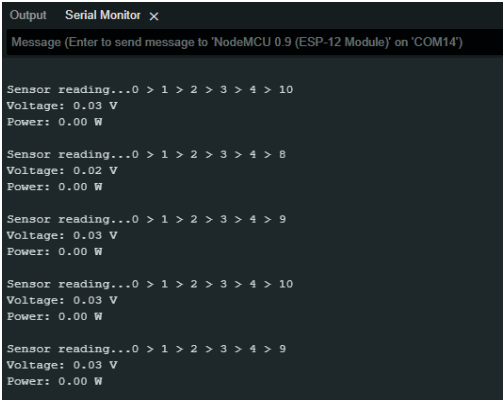 Output Serial Monitor ×
Message (Enter to send message to 'NodeMCU 0.9 (ESP-12 Module)' on 'COM14')
Sensor reading...0 > 1 > 2 > 3 > 4 > 10
Voltage: 0.03 V
Power: 0.00 W
Sensor reading...0 > 1 > 2 > 3 > 4 > 8
Voltage: 0.02 V
Power: 0.00 W
Sensor reading...0 > 1 > 2 > 3 > 4 > 9
Voltage: 0.03 V
Power: 0.00 W
Sensor reading...0 > 1 > 2 > 3 > 4 > 10
Voltage: 0.03 V
Power: 0.00 W
Sensor reading...0 > 1 > 2 > 3 > 4 > 9
Voltage: 0.03 V
Power: 0.00 W